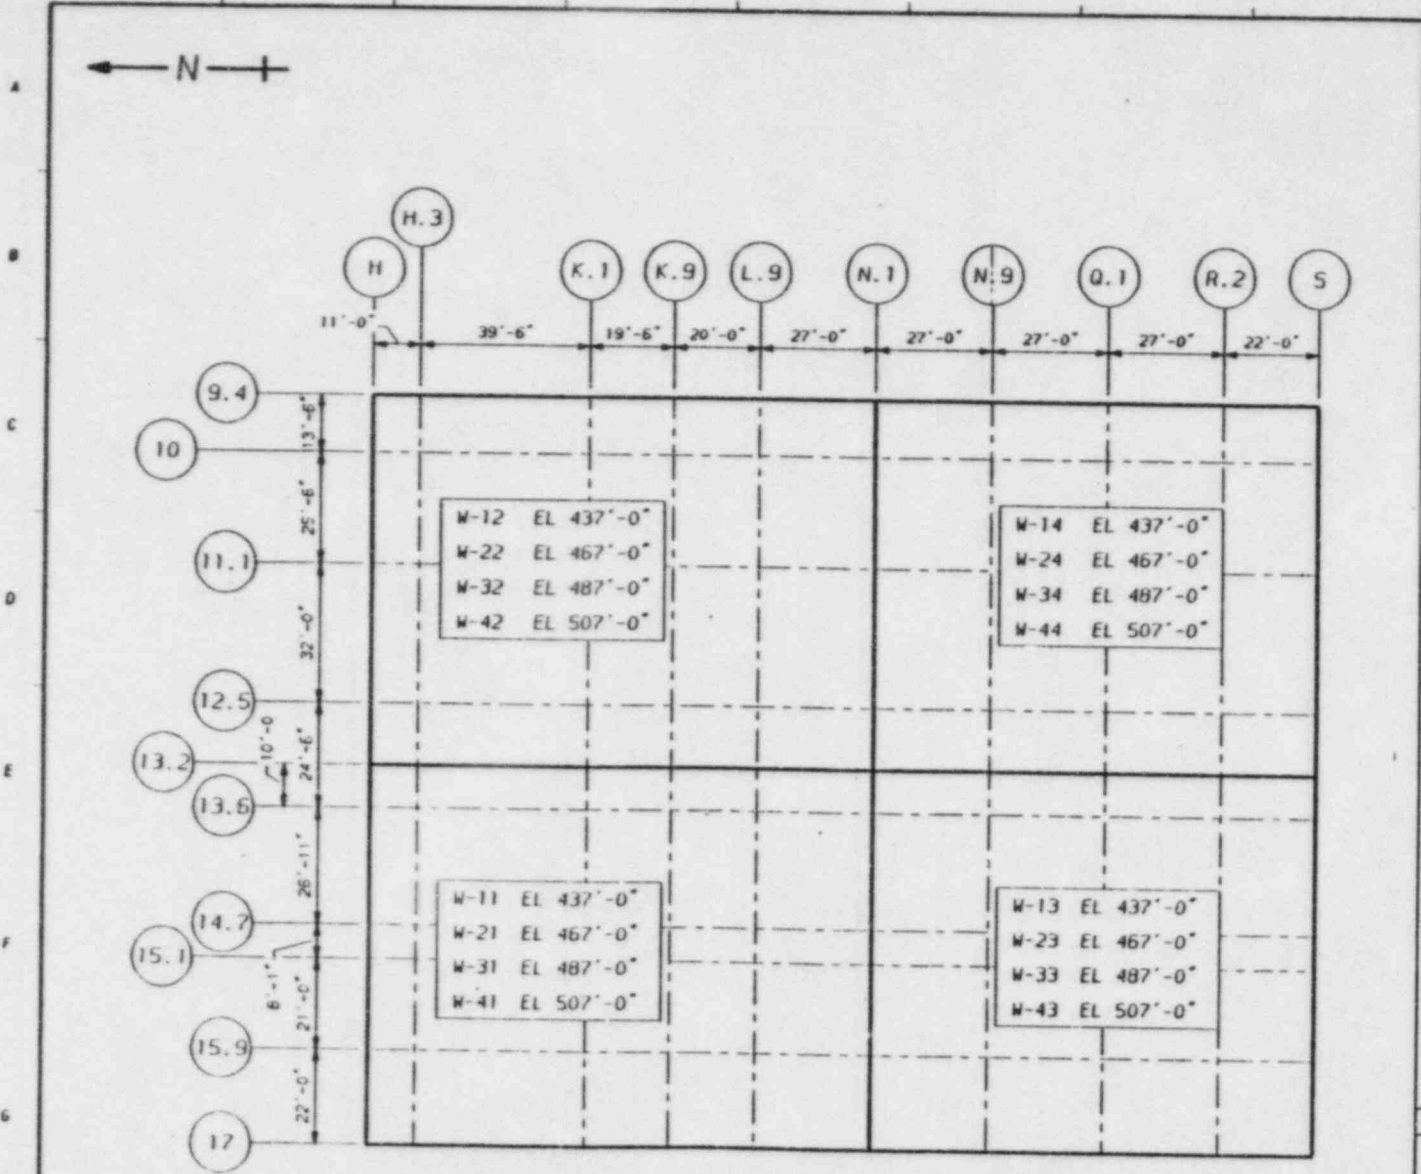 A
N
B
H.3
H
K.1
K.9
L.9
N.1
N.9
Q.1
R.2
S
11'-0"
39'-6"
19'-6"
20'-0"
27'-0"
27'-0"
27'-0"
27'-0"
22'-0"
C
9.4
13'-6"
10
25'-6"
W-12 EL 437'-0"
W-22 EL 467'-0"
W-32 EL 487'-0"
W-42 EL 507'-0"
W-14 EL 437'-0"
W-24 EL 467'-0"
W-34 EL 487'-0"
W-44 EL 507'-0"
11.1
D
32'-0"
12.5
10'-0
24'-6"
13.2
E
13.6
26'-11"
W-11 EL 437'-0"
W-21 EL 467'-0"
W-31 EL 487'-0"
W-41 EL 507'-0"
W-13 EL 437'-0"
W-23 EL 467'-0"
W-33 EL 487'-0"
W-43 EL 507'-0"
14.7
F
15.1
8'-1"
21'-0"
15.9
22'-0"
G
17